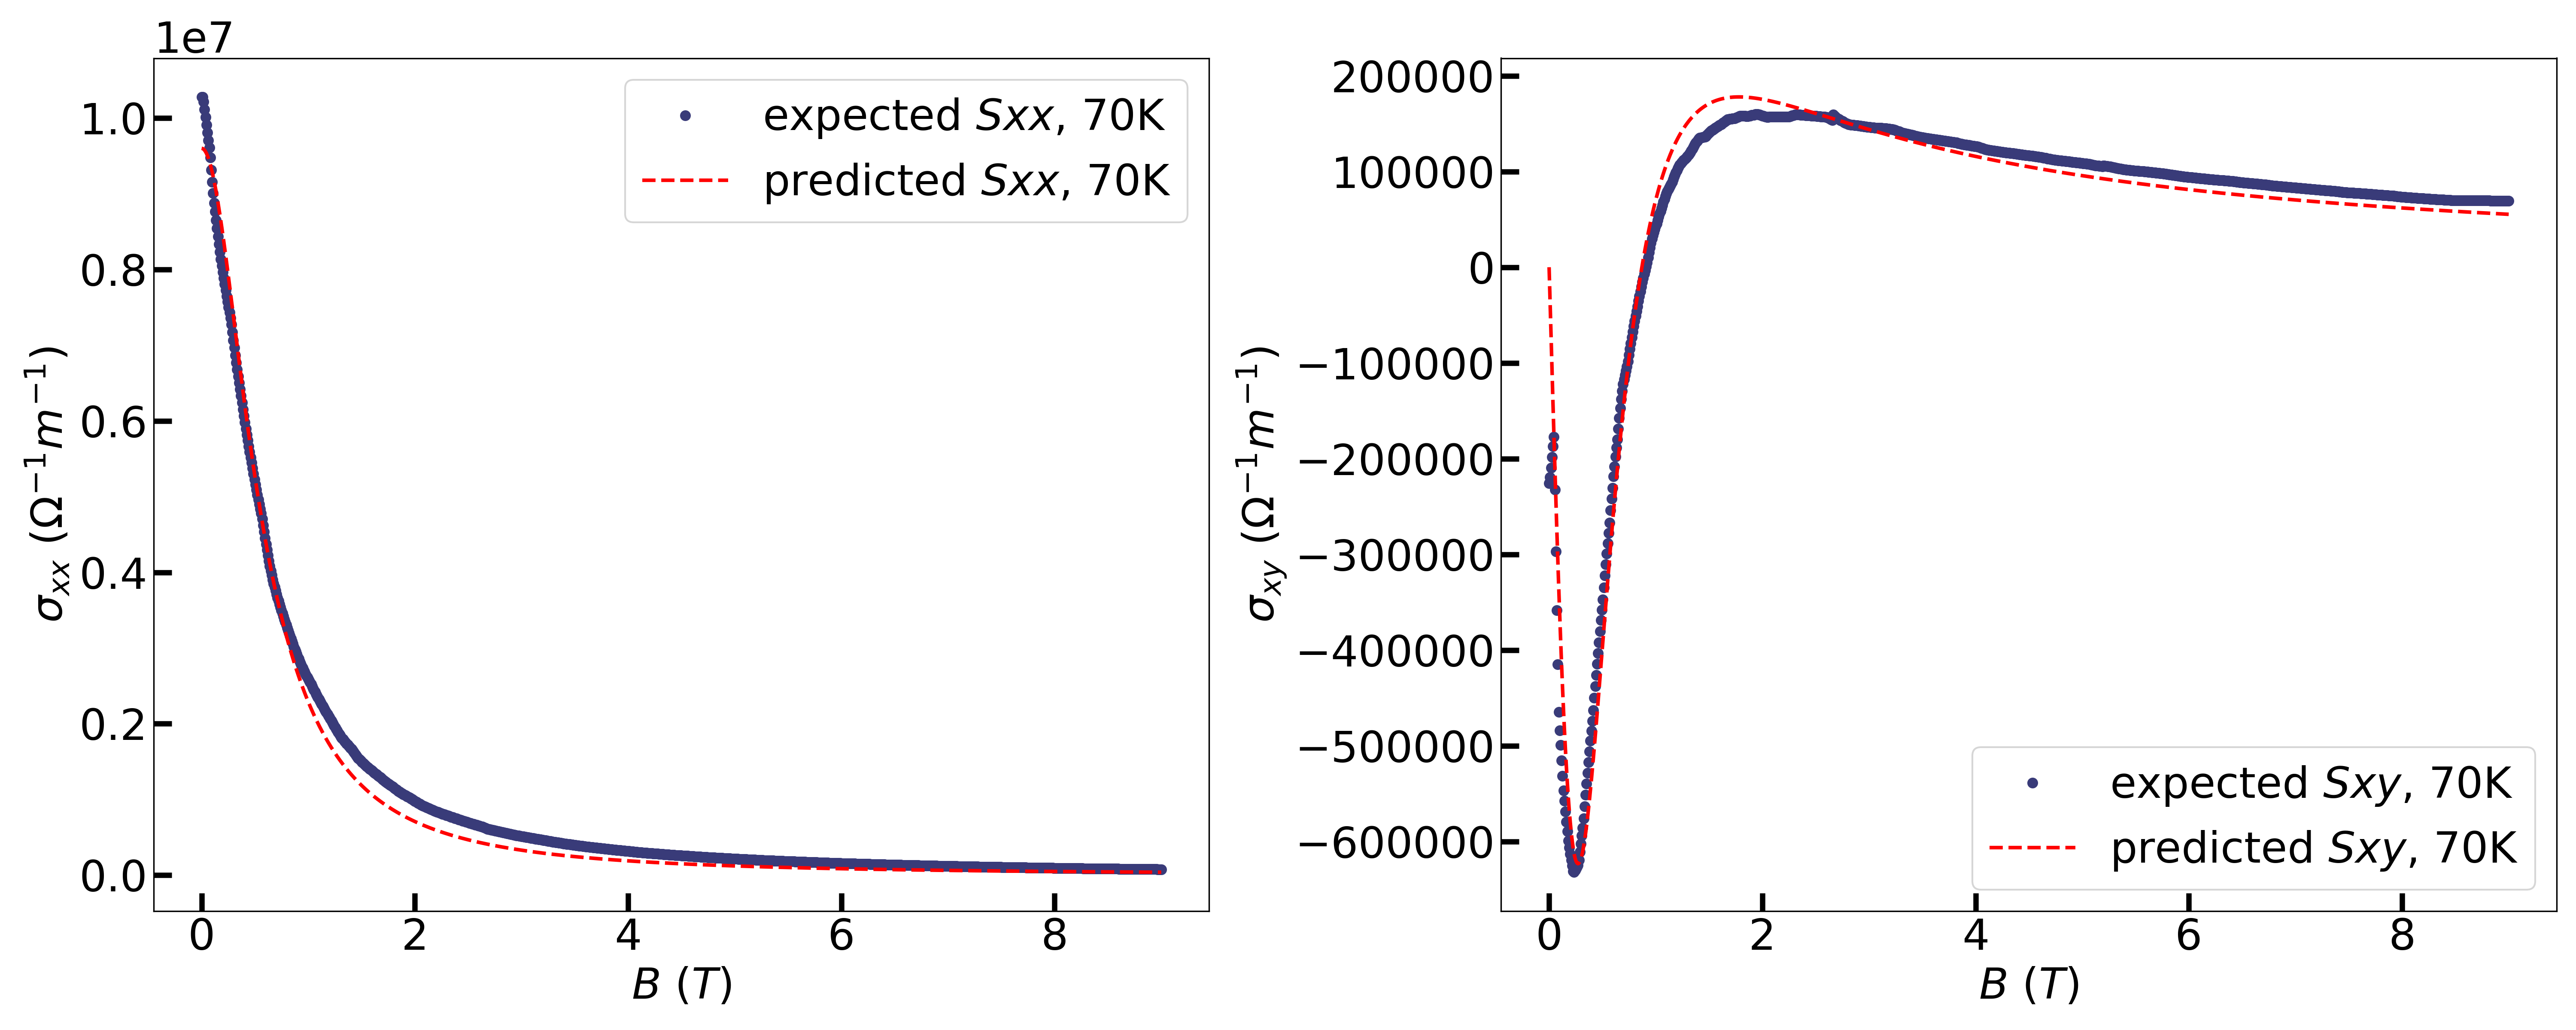 1e7
1.0
0.8
0.6
0.4
0.2
0.0
σxx (Ω⁻¹m⁻¹)
expected Sxx, 70K
predicted Sxx, 70K
0 2 4 6 8
B (T)
200000
100000
0
−100000
−200000
−300000
−400000
−500000
−600000
σxy (Ω⁻¹m⁻¹)
expected Sxy, 70K
predicted Sxy, 70K
0 2 4 6 8
B (T)